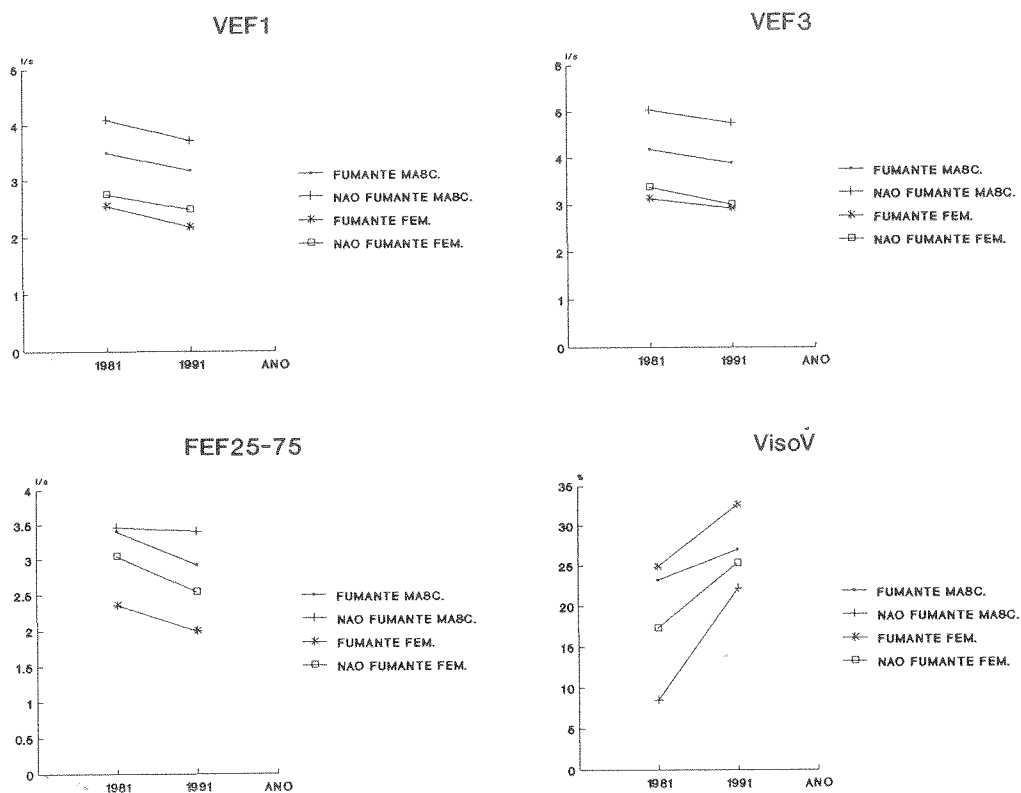 VEF1
l/s
5
4
3
2
1
0
1981 1991 ANO
FUMANTE MASC.
NAO FUMANTE MASC.
FUMANTE FEM.
NAO FUMANTE FEM.
VEF3
l/s
6
5
4
3
2
1
0
1981 1991 ANO
FUMANTE MASC.
NAO FUMANTE MASC.
FUMANTE FEM.
NAO FUMANTE FEM.
FEF25-75
l/s
4
3.5
3
2.5
2
1.5
1
0.5
0
1981 1991 ANO
FUMANTE MASC.
NAO FUMANTE MASC.
FUMANTE FEM.
NAO FUMANTE FEM.
VisoV̇
%
35
30
25
20
15
10
5
0
1981 1991 ANO
FUMANTE MASC.
NAO FUMANTE MASC.
FUMANTE FEM.
NAO FUMANTE FEM.